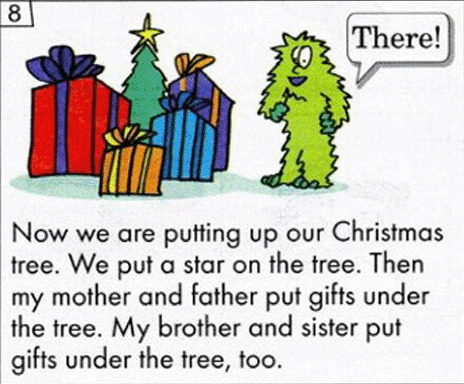 8
There!
Now we are putting up our Christmas
tree. We put a star on the tree. Then
my mother and father put gifts under
the tree. My brother and sister put
gifts under the tree, too.